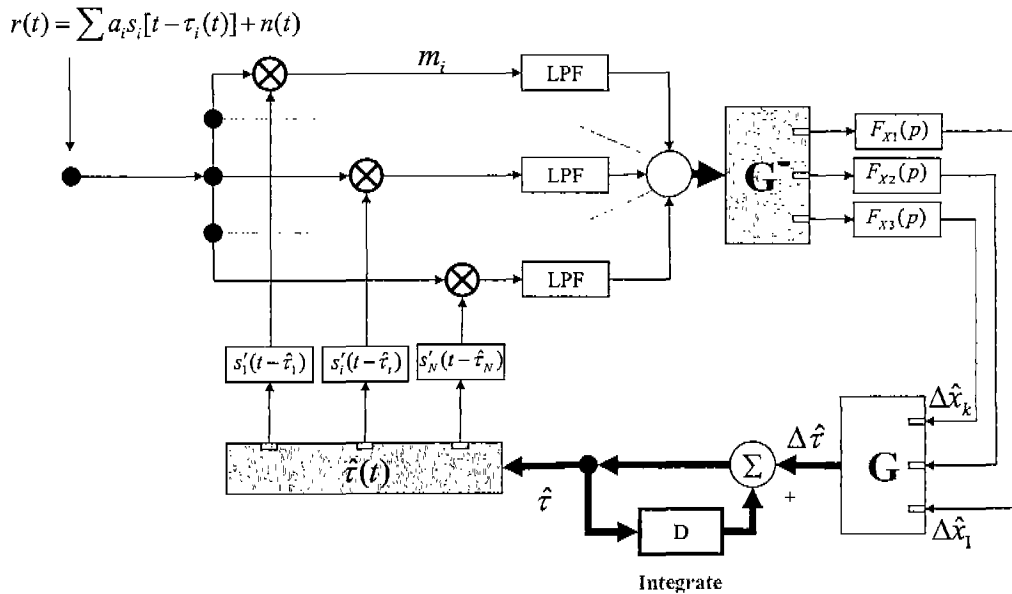 r(t) = ∑ a_i s_i[t − τ_i(t)] + n(t)
m_i
LPF
LPF
LPF
G⁻
F_X1(p)
F_X2(p)
F_X3(p)
s′_1(t − τ̂_1)
s′_i(t − τ̂_i)
s′_N(t − τ̂_N)
τ̂(t)
τ̂
Σ
+
Δτ̂
G
Δx̂_k
Δx̂_1
D
Integrate